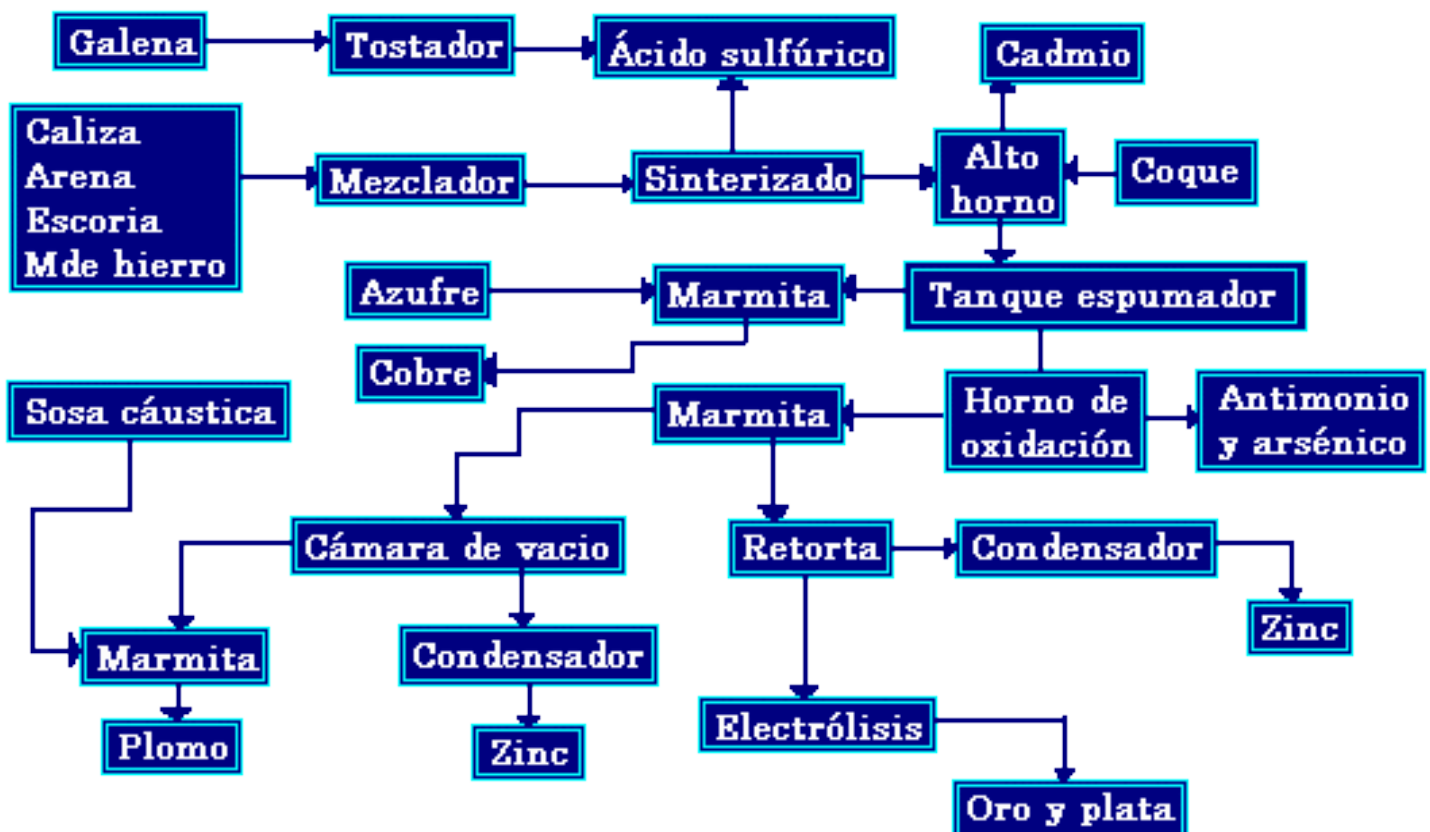 Galena
Tostador
Ácido sulfúrico
Cadmio
Caliza
Arena
Escoria
Mde hierro
Mezclador
Sinterizado
Alto
horno
Coque
Azufre
Marmita
Tanque espumador
Cobre
Sosa cáustica
Marmita
Horno de
oxidación
Antimonio
y arsénico
Cámara de vacio
Retorta
Condensador
Zinc
Marmita
Condensador
Plomo
Zinc
Electrólisis
Oro y plata